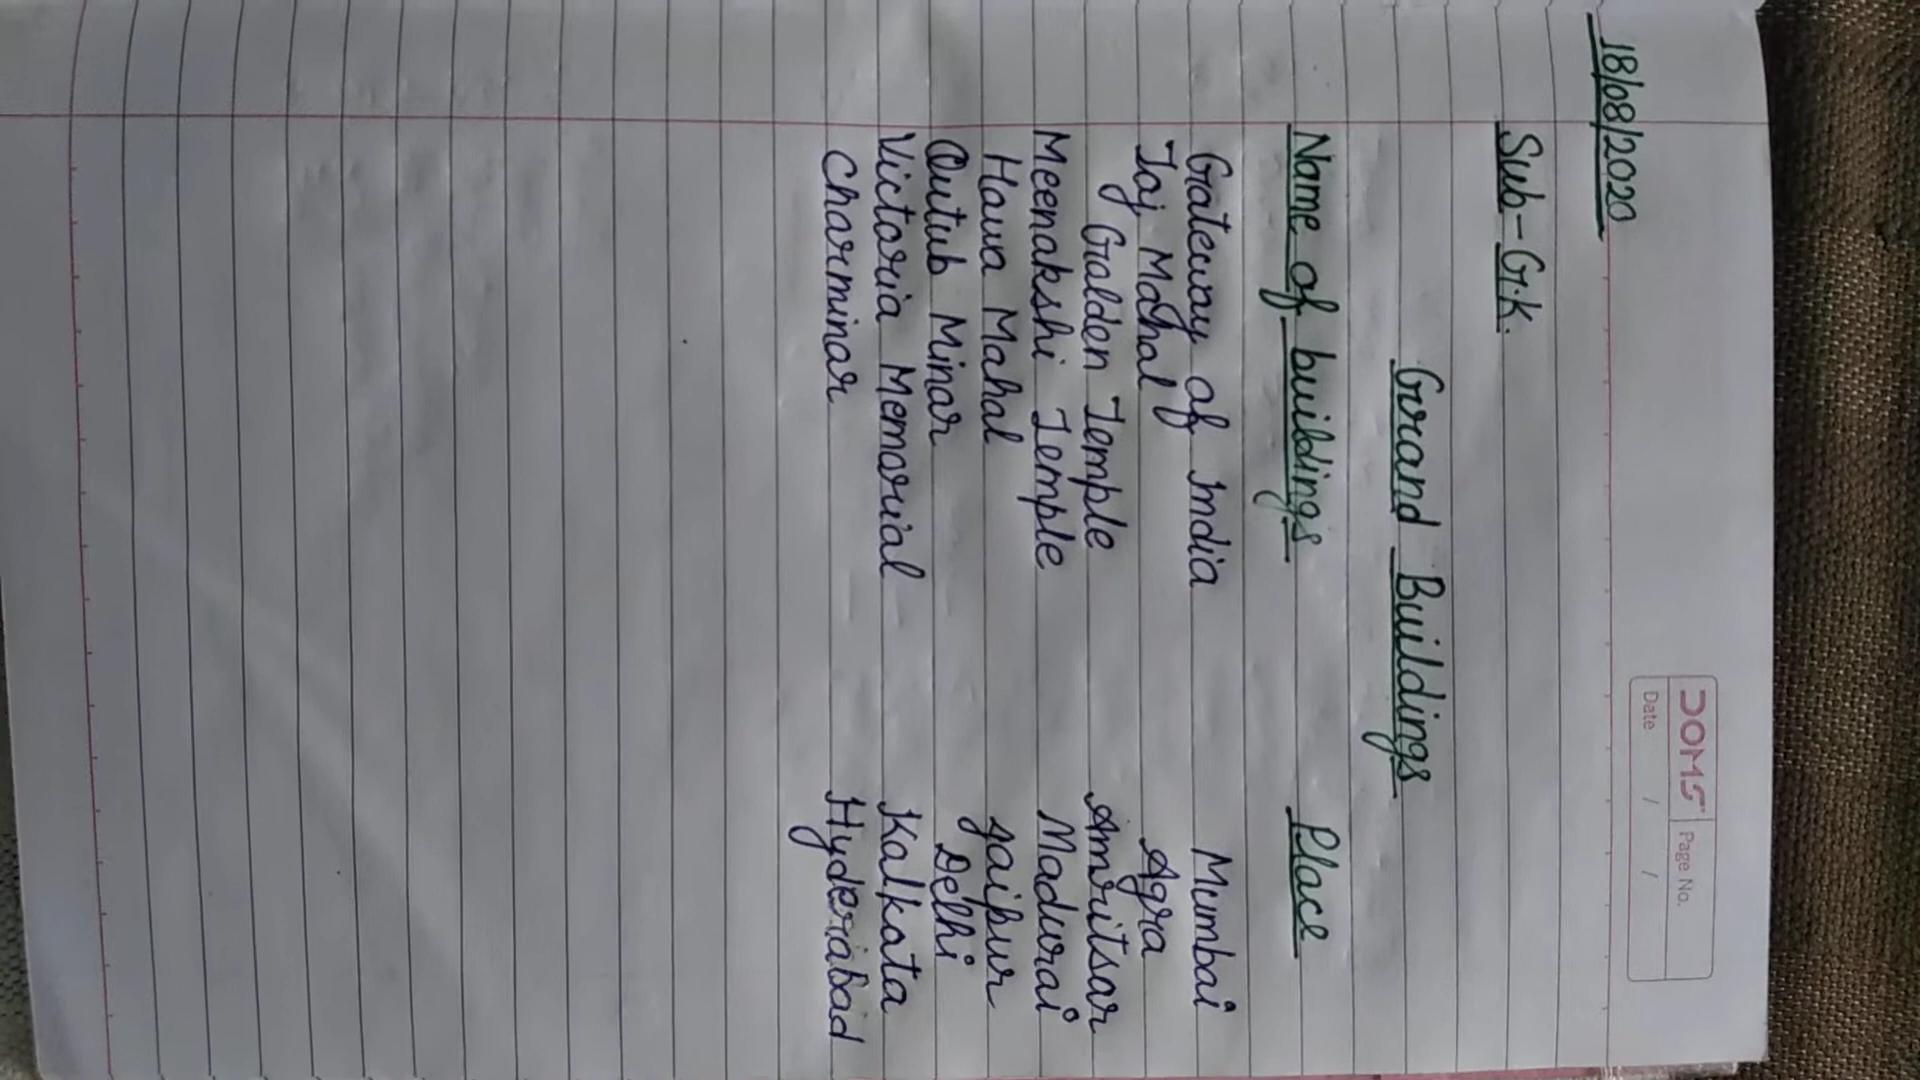 DOMS Page No.
Date / /
18/08/2020
Sub-G.K.
Grand Buildings
Name of buildings Place
Gateway of India Mumbai
Taj Mahal Agra
Golden Temple Amritsar
Meenakshi Temple Madurai
Hawa Mahal Jaipur
Qutub Minar Delhi
Victoria Memorial Kolkata
Charminar Hyderabad